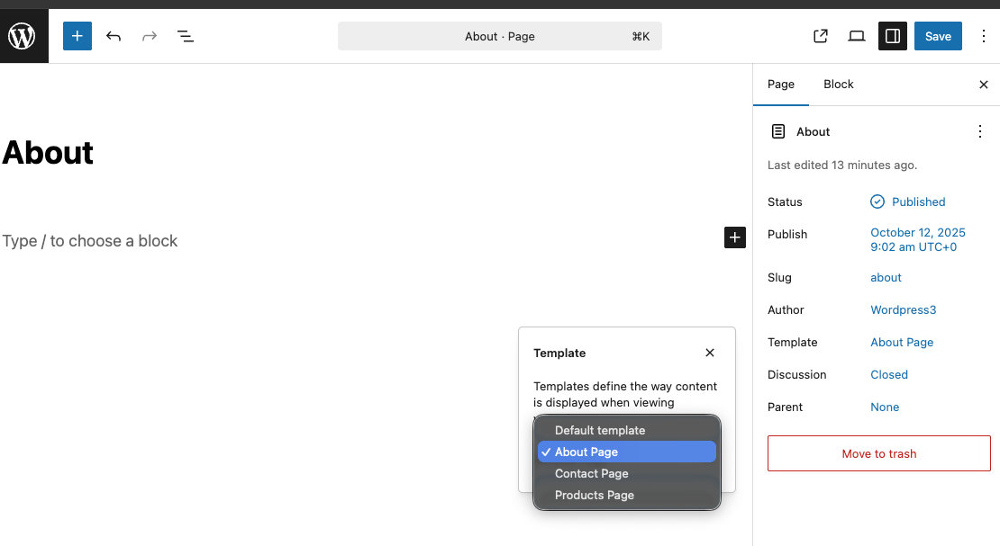 About · Page
⌘K
Save
Page
Block
About
Last edited 13 minutes ago.
Status
Published
Publish
October 12, 2025
9:02 am UTC+0
Slug
about
Author
Wordpress3
Template
About Page
Discussion
Closed
Parent
None
Move to trash
About
Type / to choose a block
Template
Templates define the way content
is displayed when viewing
Default template
✓ About Page
Contact Page
Products Page